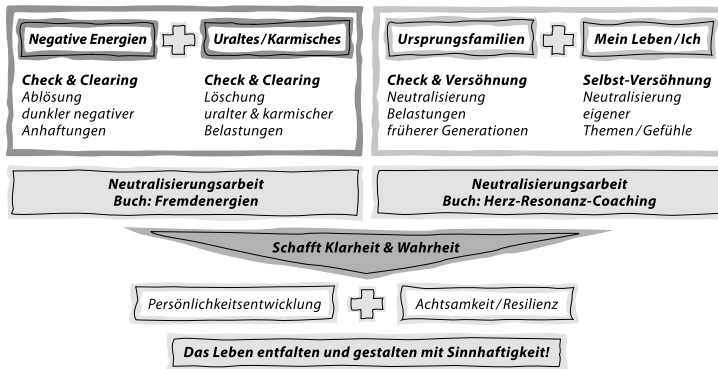 Negative Energien
Uraltes/Karmisches
Check & Clearing
Ablösung
dunkler negativer
Anhaftungen
Check & Clearing
Löschung
uralter & karmischer
Belastungen
Ursprungsfamilien
Mein Leben/Ich
Check & Versöhnung
Neutralisierung
Belastungen
früherer Generationen
Selbst-Versöhnung
Neutralisierung
eigener
Themen/Gefühle
Neutralisierungsarbeit
Buch: Fremdenergien
Neutralisierungsarbeit
Buch: Herz-Resonanz-Coaching
Schafft Klarheit & Wahrheit
Persönlichkeitsentwicklung
Achtsamkeit/Resilienz
Das Leben entfalten und gestalten mit Sinnhaftigkeit!